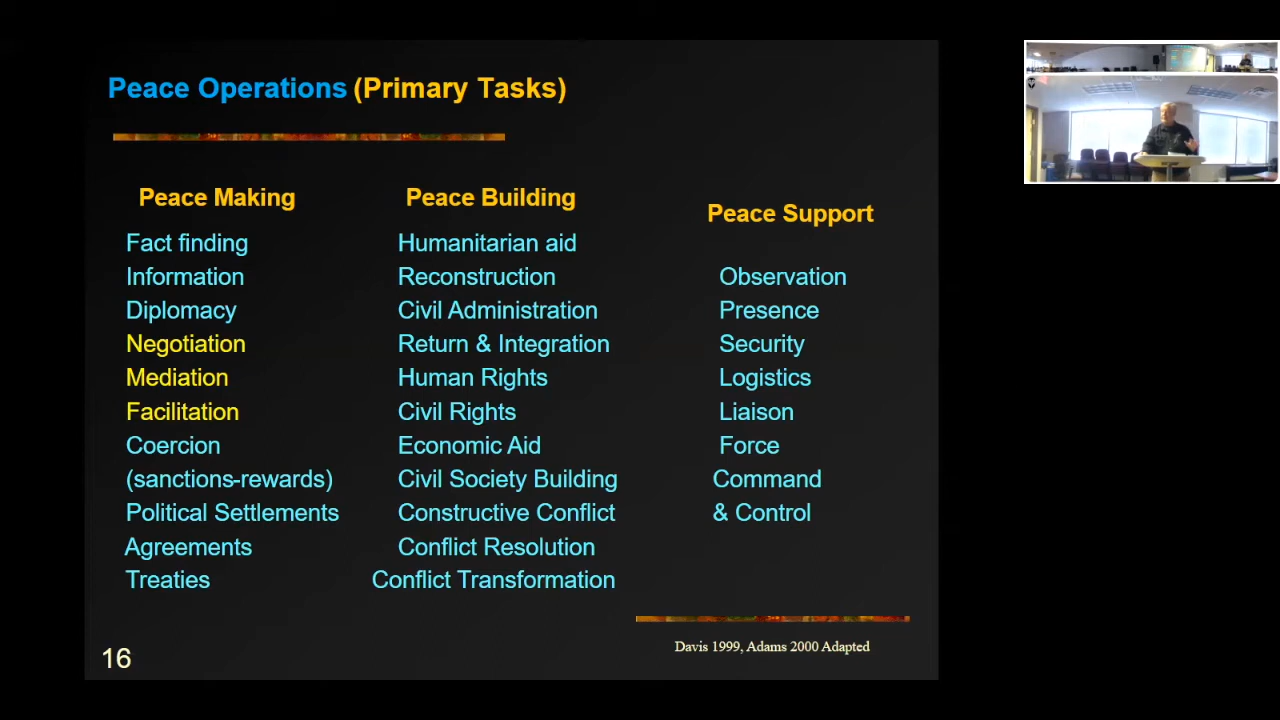 Peace Operations (Primary Tasks)
Peace Making
Fact finding
Information
Diplomacy
Negotiation
Mediation
Facilitation
Coercion
(sanctions-rewards)
Political Settlements
Agreements
Treaties
Peace Building
Humanitarian aid
Reconstruction
Civil Administration
Return & Integration
Human Rights
Civil Rights
Economic Aid
Civil Society Building
Constructive Conflict
Conflict Resolution
Conflict Transformation
Peace Support
Observation
Presence
Security
Logistics
Liaison
Force
Command
& Control
Davis 1999, Adams 2000 Adapted
16